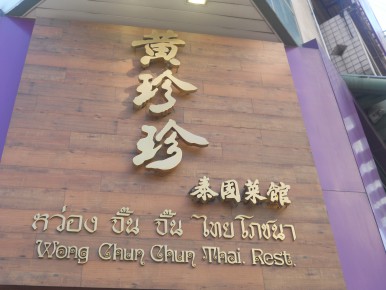 黃珍珍
泰國菜館
หว่อง จิ๊น จิ๊น ไทยโภชนา
Wong Chun Chun Thai. Rest.